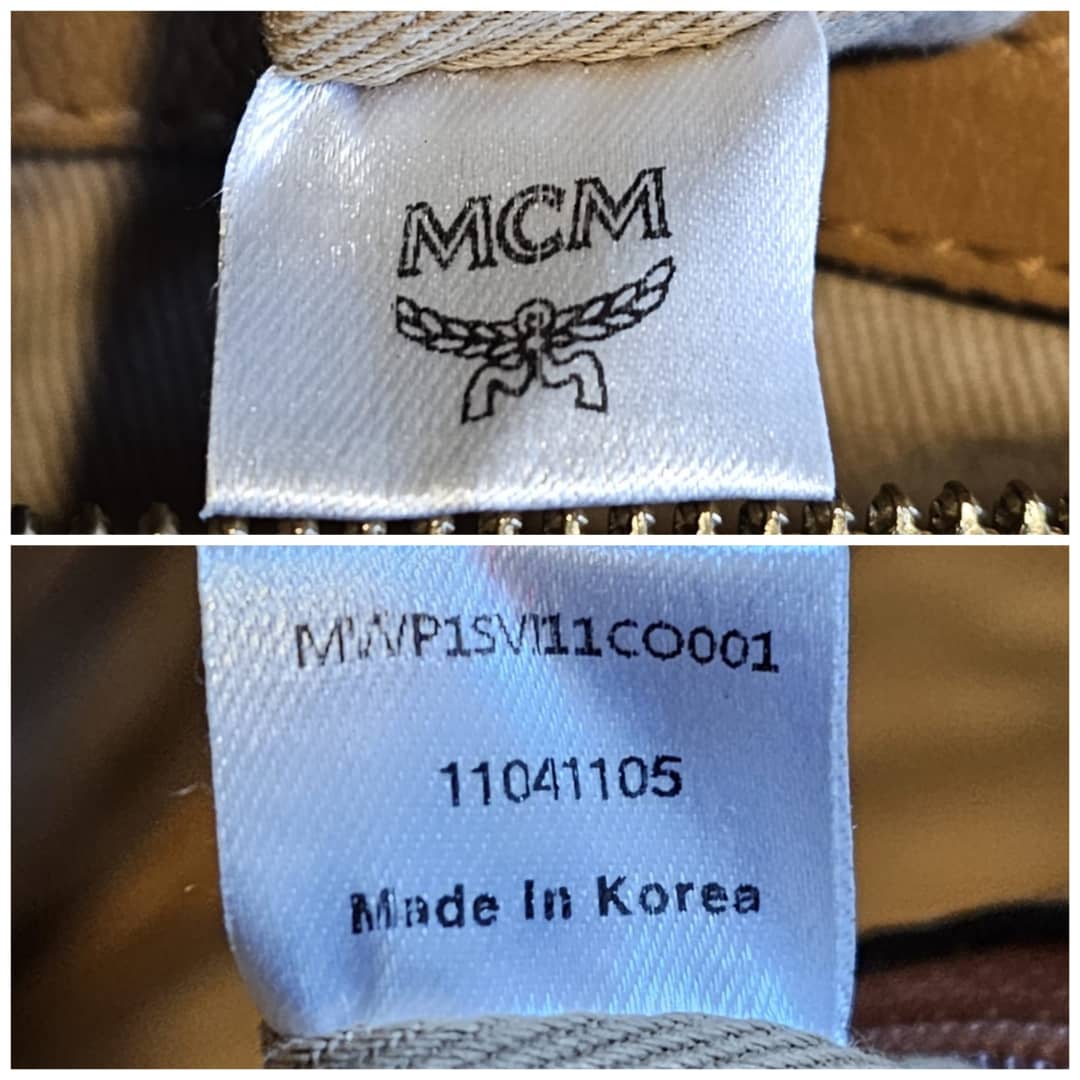 MCM
MWP1SVI11CO001
11041105
Made In Korea